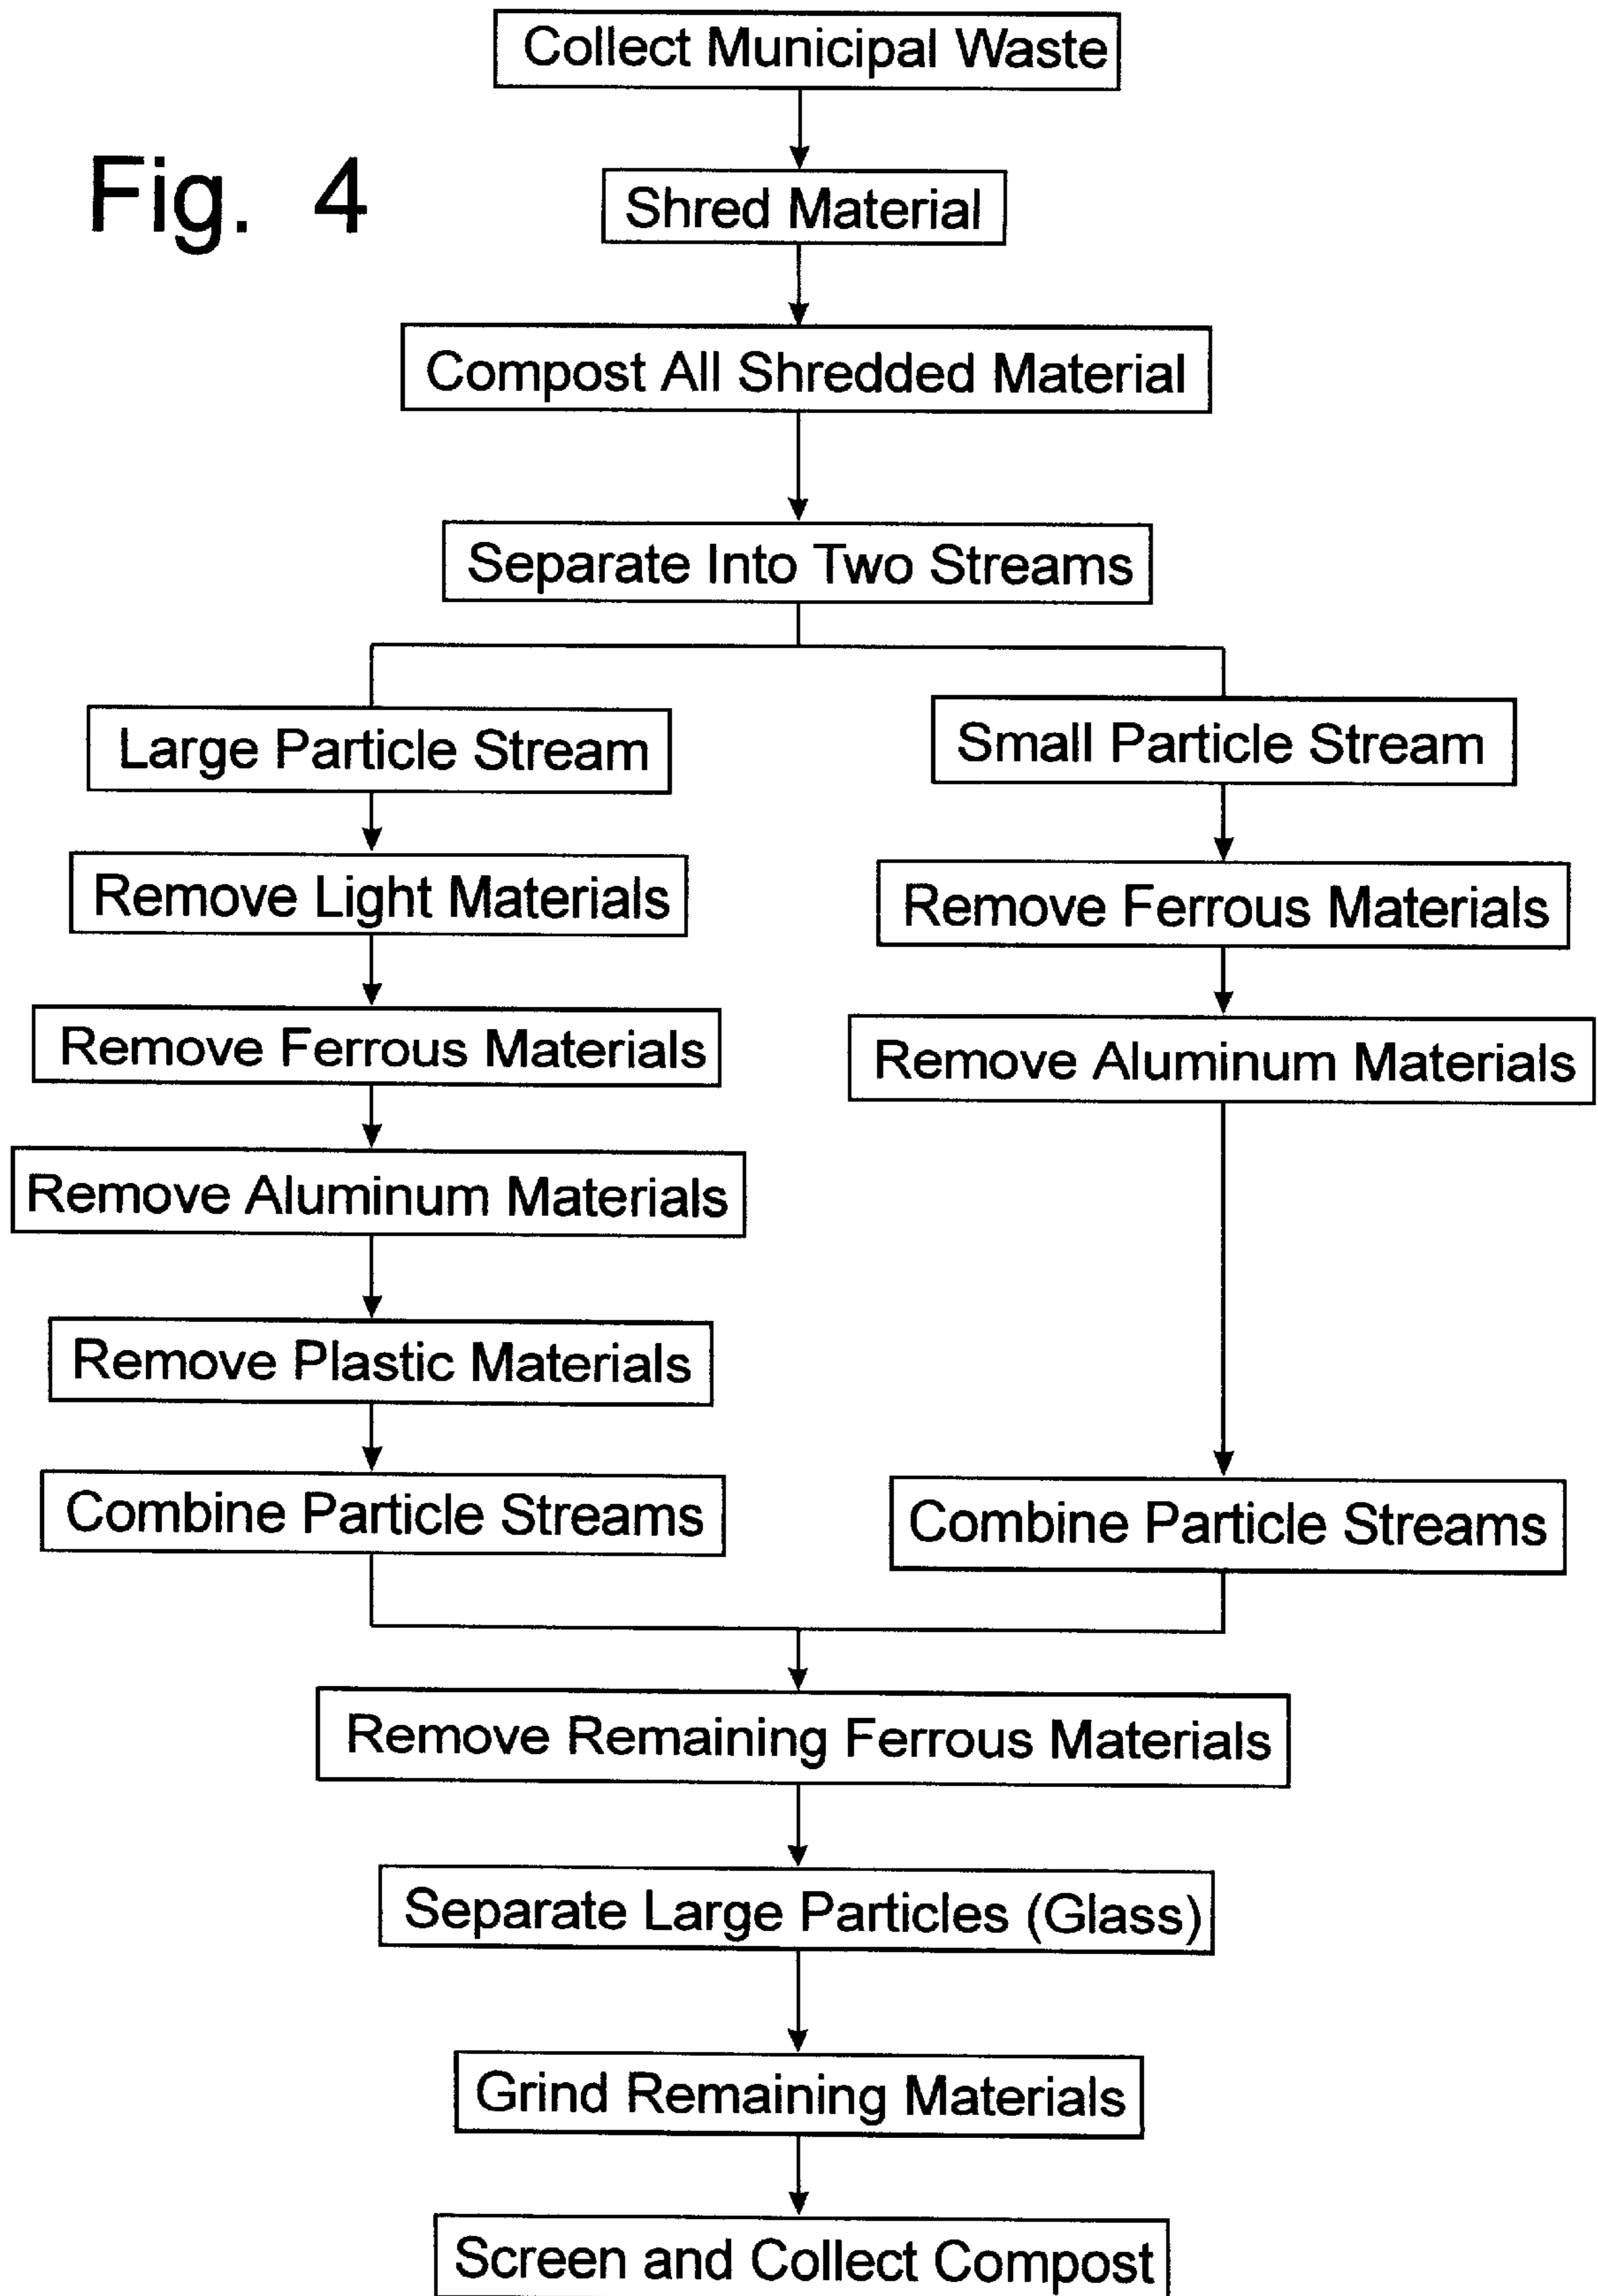 Collect Municipal Waste
Fig. 4
Shred Material
Compost All Shredded Material
Separate Into Two Streams
Large Particle Stream
Remove Light Materials
Remove Ferrous Materials
Remove Aluminum Materials
Remove Plastic Materials
Combine Particle Streams
Small Particle Stream
Remove Ferrous Materials
Remove Aluminum Materials
Combine Particle Streams
Remove Remaining Ferrous Materials
Separate Large Particles (Glass)
Grind Remaining Materials
Screen and Collect Compost